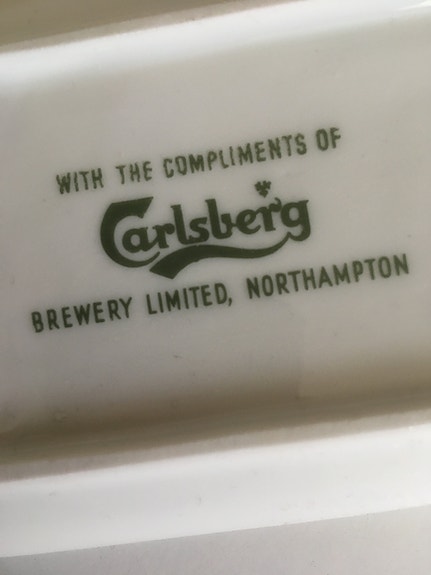 WITH THE COMPLIMENTS OF
Carlsberg
BREWERY LIMITED, NORTHAMPTON